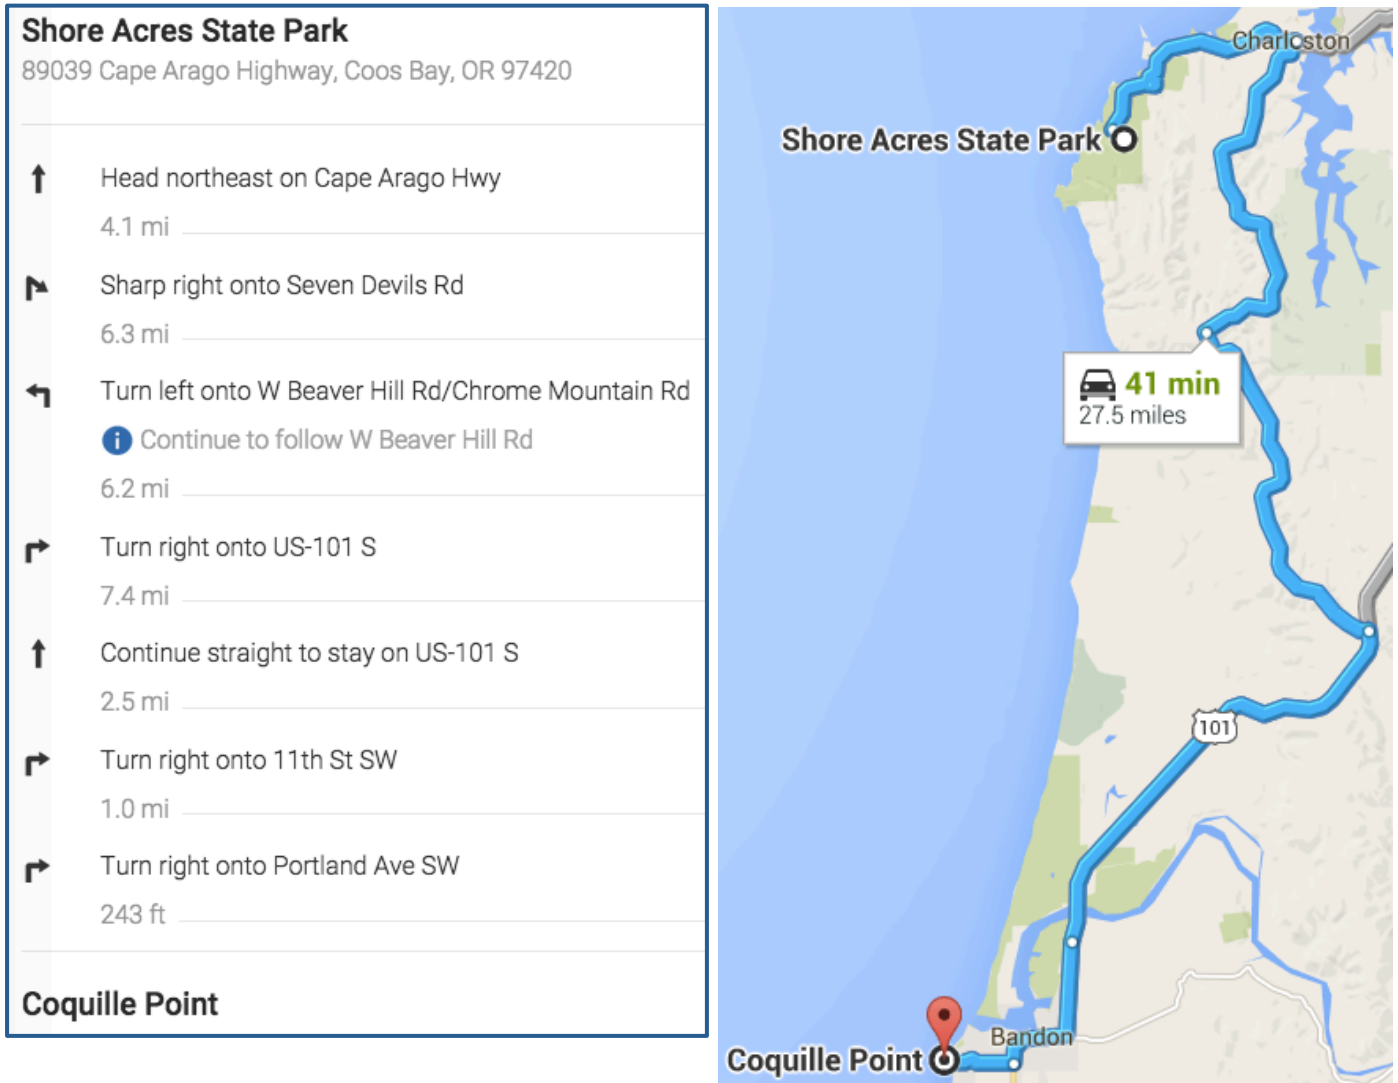 Shore Acres State Park
89039 Cape Arago Highway, Coos Bay, OR 97420
Head northeast on Cape Arago Hwy
4.1 mi
Sharp right onto Seven Devils Rd
6.3 mi
Turn left onto W Beaver Hill Rd/Chrome Mountain Rd
Continue to follow W Beaver Hill Rd
6.2 mi
Turn right onto US-101 S
7.4 mi
Continue straight to stay on US-101 S
2.5 mi
Turn right onto 11th St SW
1.0 mi
Turn right onto Portland Ave SW
243 ft
Coquille Point
Charleston
Shore Acres State Park
41 min
27.5 miles
101
Bandon
Coquille Point